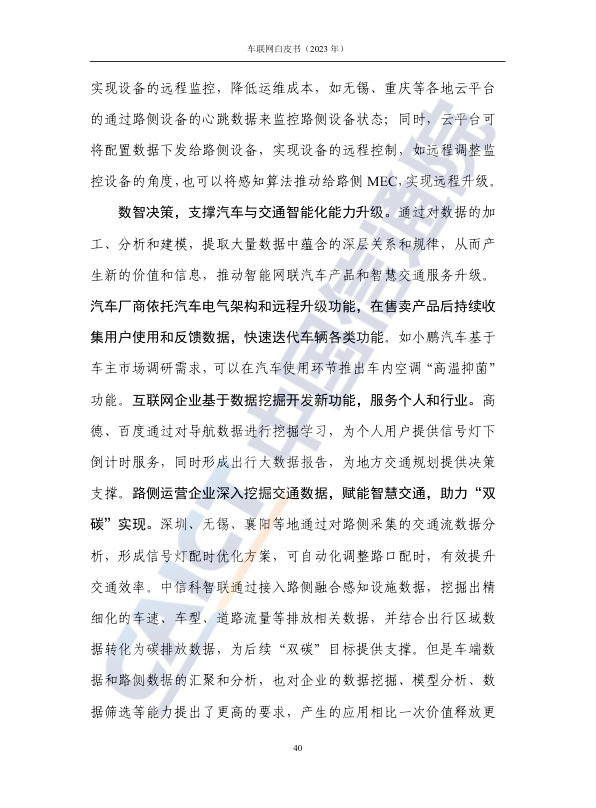 车联网白皮书（2023 年）
实现设备的远程监控，降低运维成本，如无锡、重庆等各地云平台
的通过路侧设备的心跳数据来监控路侧设备状态；同时，云平台可
将配置数据下发给路侧设备，实现设备的远程控制，如远程调整监
控设备的角度，也可以将感知算法推动给路侧 MEC，实现远程升级。
数智决策，支撑汽车与交通智能化能力升级。通过对数据的加
工、分析和建模，提取大量数据中蕴含的深层关系和规律，从而产
生新的价值和信息，推动智能网联汽车产品和智慧交通服务升级。
汽车厂商依托汽车电气架构和远程升级功能，在售卖产品后持续收
集用户使用和反馈数据，快速迭代车辆各类功能。如小鹏汽车基于
车主市场调研需求，可以在汽车使用环节推出车内空调“高温抑菌”
功能。互联网企业基于数据挖掘开发新功能，服务个人和行业。高
德、百度通过对导航数据进行挖掘学习，为个人用户提供信号灯下
倒计时服务，同时形成出行大数据报告，为地方交通规划提供决策
支撑。路侧运营企业深入挖掘交通数据，赋能智慧交通，助力“双
碳”实现。深圳、无锡、襄阳等地通过对路侧采集的交通流数据分
析，形成信号灯配时优化方案，可自动化调整路口配时，有效提升
交通效率。中信科智联通过接入路侧融合感知设施数据，挖掘出精
细化的车速、车型、道路流量等排放相关数据，并结合出行区域数
据转化为碳排放数据，为后续“双碳”目标提供支撑。但是车端数
据和路侧数据的汇聚和分析，也对企业的数据挖掘、模型分析、数
据筛选等能力提出了更高的要求，产生的应用相比一次价值释放更
40
CAICT 中国信通院